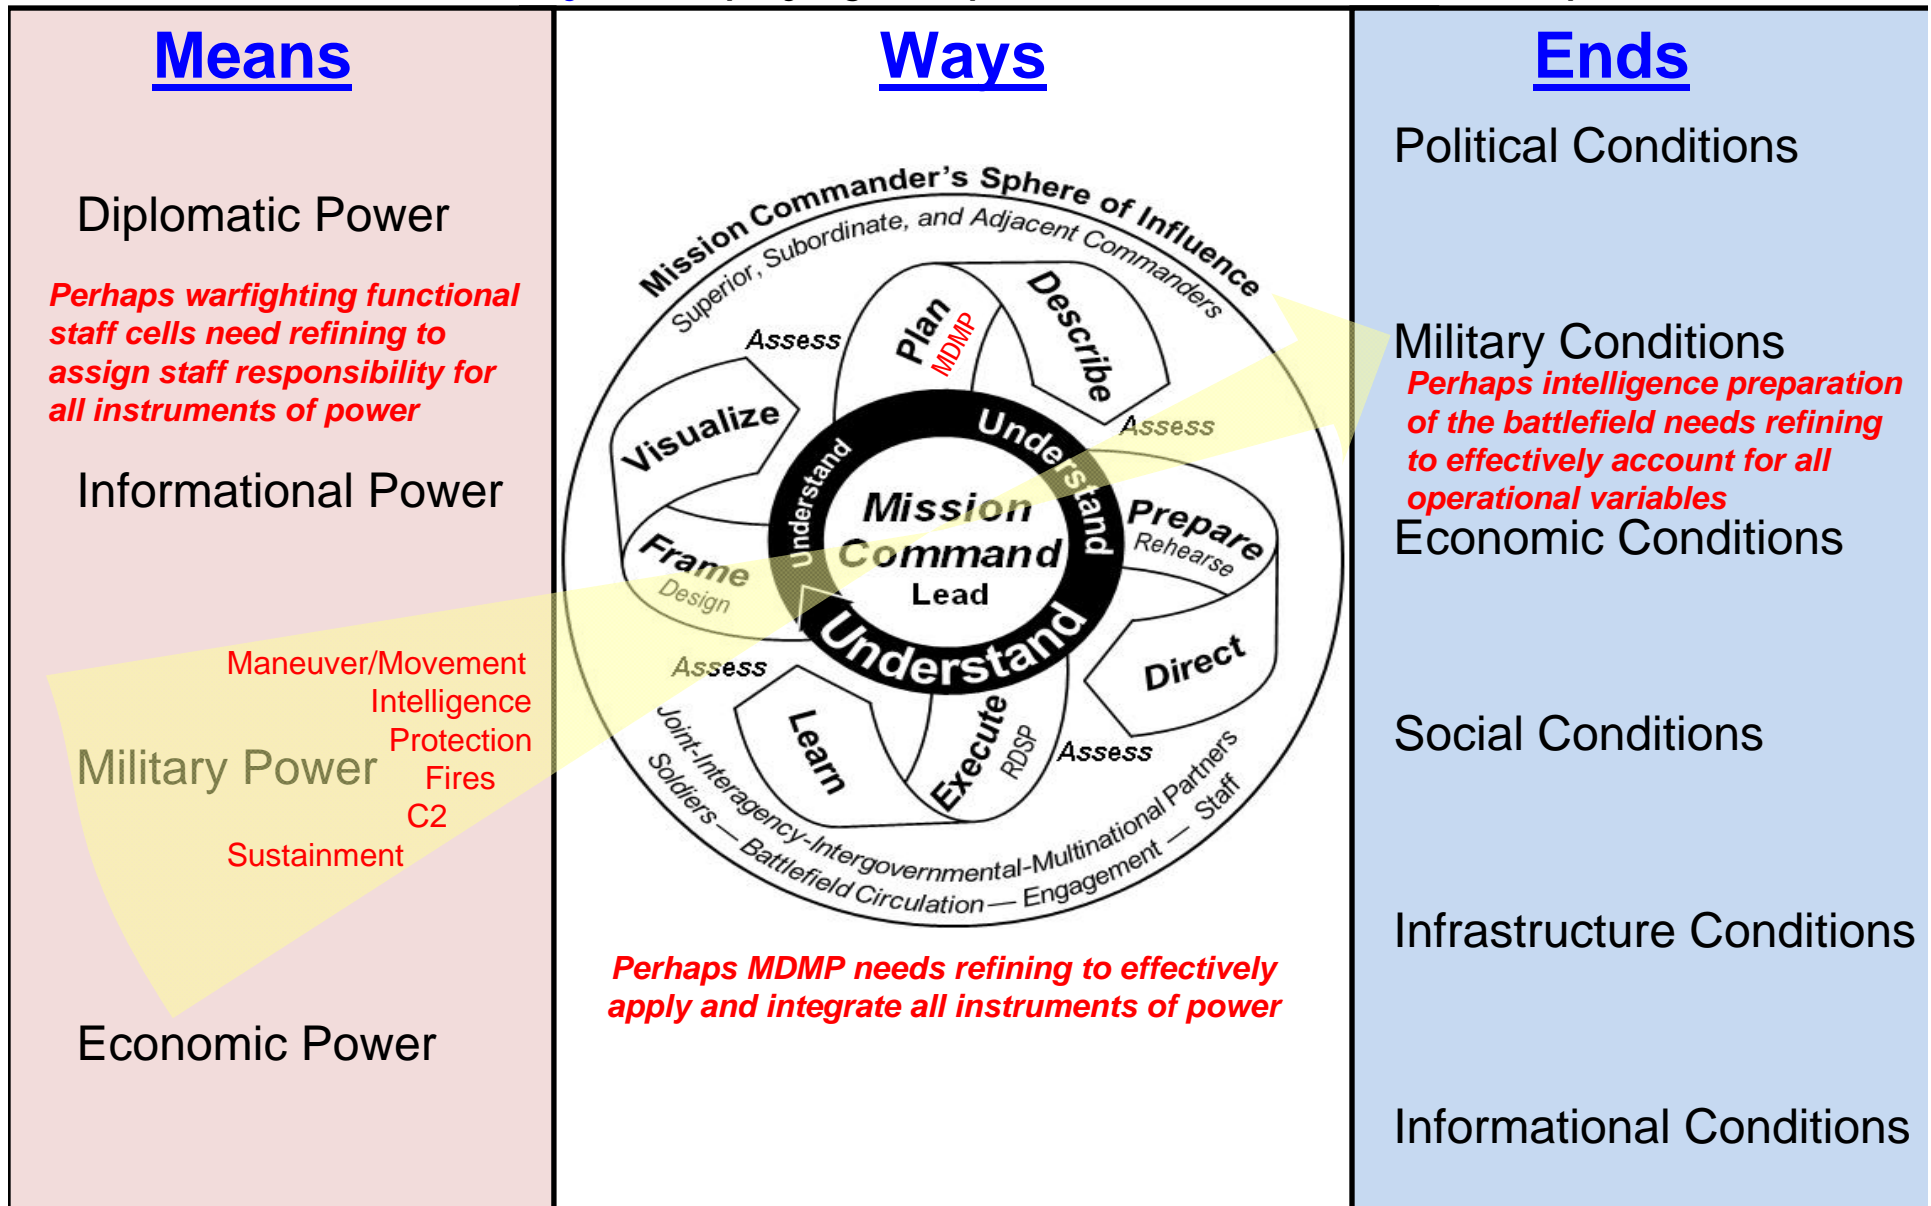 Means
Diplomatic Power
Perhaps warfighting functional
staff cells need refining to
assign staff responsibility for
all instruments of power
Informational Power
Maneuver/Movement
Intelligence
Protection
Military Power
Fires
C2
Sustainment
Economic Power
Ways
Mission Commander's Sphere of Influence
Superior, Subordinate, and Adjacent Commanders
Assess
Plan
MDMP
Describe
Assess
Visualize
Understand
Understand
Mission
Command
Lead
Understand
Frame
Design
Prepare
Rehearse
Direct
Assess
Learn
Execute
RDSP
Assess
Joint-Interagency-Intergovernmental-Multinational Partners
Soldiers — Battlefield Circulation — Engagement — Staff
Perhaps MDMP needs refining to effectively
apply and integrate all instruments of power
Ends
Political Conditions
Military Conditions
Perhaps intelligence preparation
of the battlefield needs refining
to effectively account for all
operational variables
Economic Conditions
Social Conditions
Infrastructure Conditions
Informational Conditions